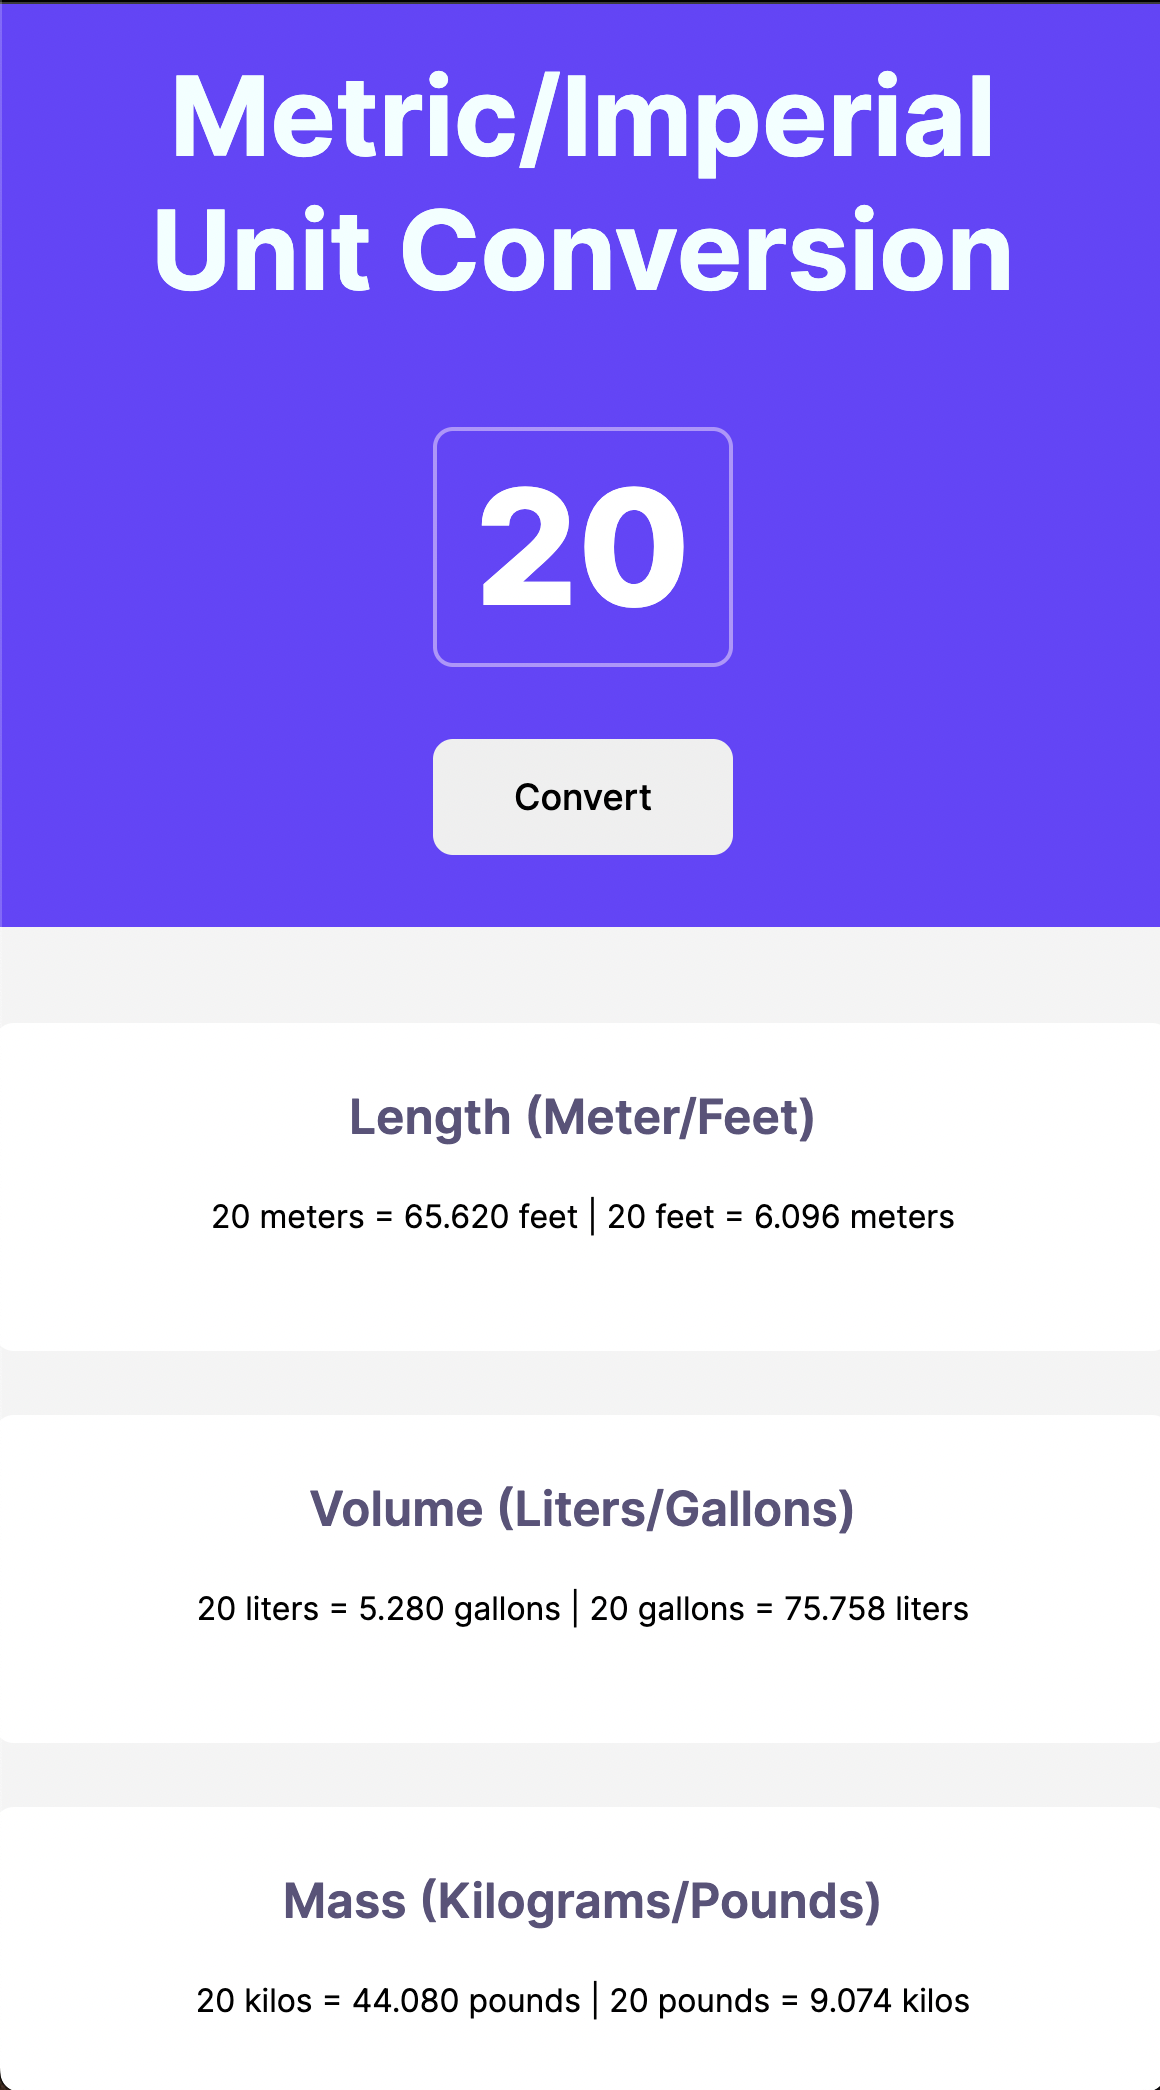 Metric/Imperial
Unit Conversion
20
Convert
Length (Meter/Feet)
20 meters = 65.620 feet | 20 feet = 6.096 meters
Volume (Liters/Gallons)
20 liters = 5.280 gallons | 20 gallons = 75.758 liters
Mass (Kilograms/Pounds)
20 kilos = 44.080 pounds | 20 pounds = 9.074 kilos